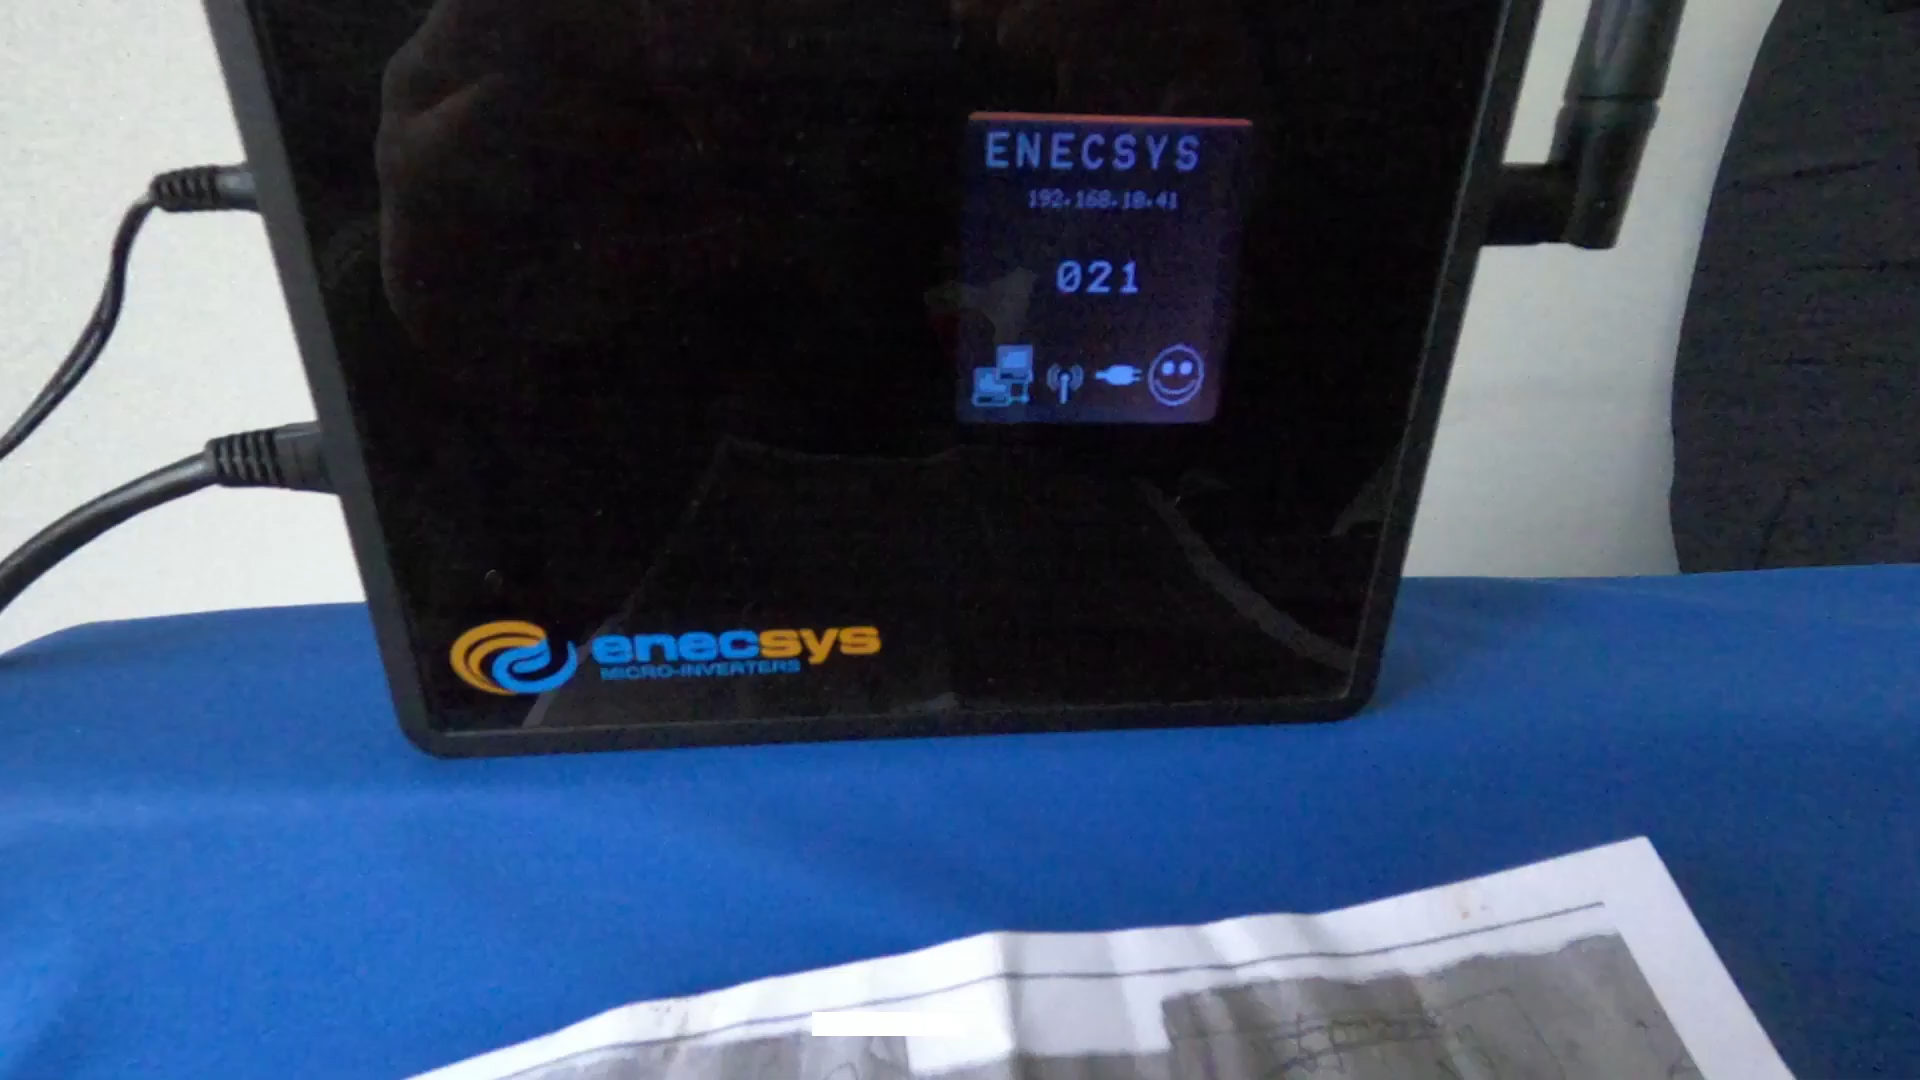 ENECSYS
192.168.18.41
021
enecsys
MICRO-INVERTERS